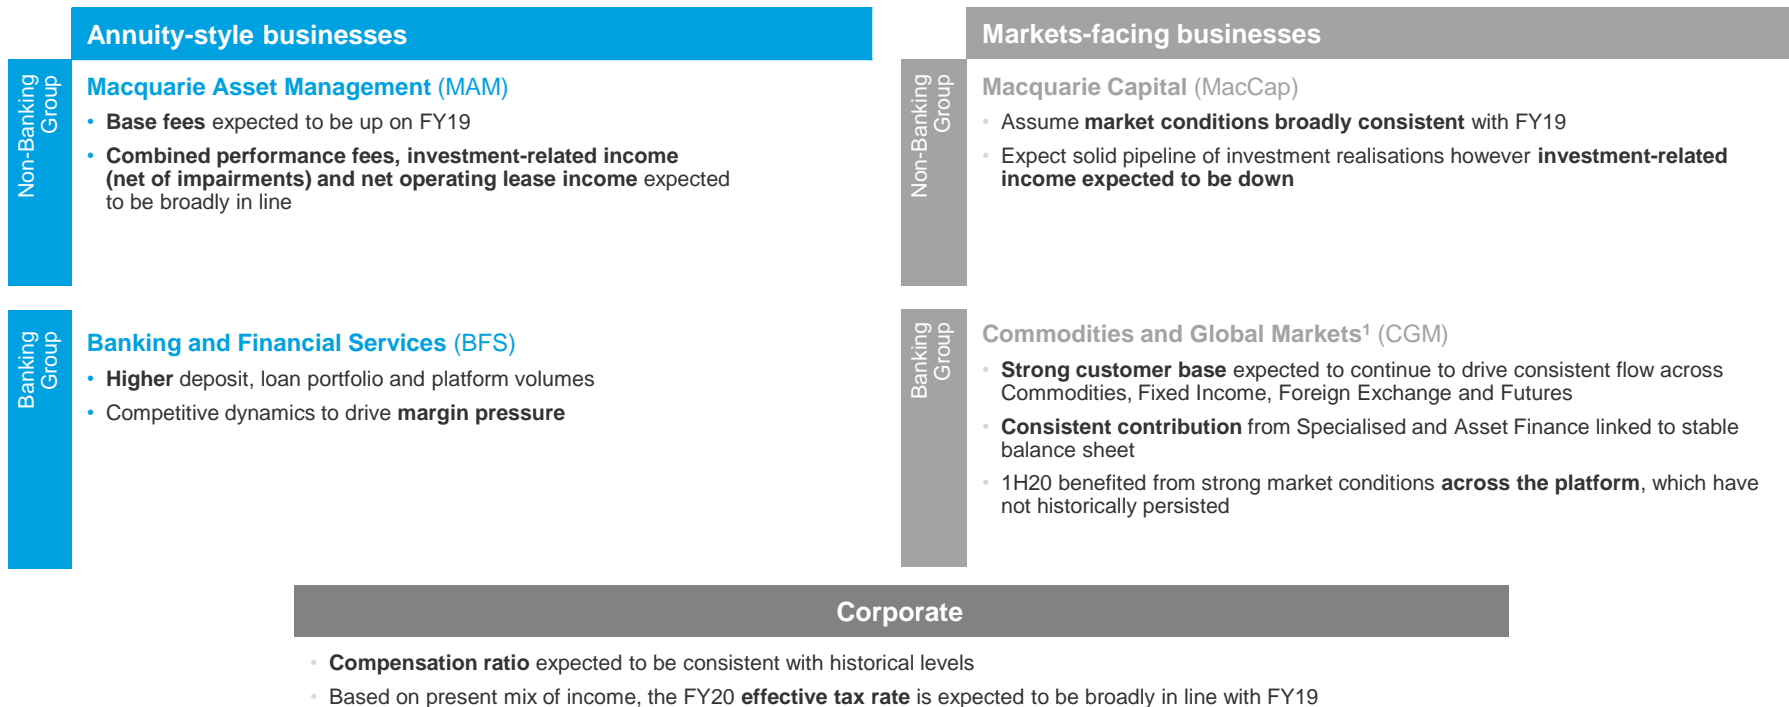 Annuity-style businesses
Non-Banking
Group
Macquarie Asset Management (MAM)
• Base fees expected to be up on FY19
• Combined performance fees, investment-related income
(net of impairments) and net operating lease income expected
to be broadly in line
Banking
Group
Banking and Financial Services (BFS)
• Higher deposit, loan portfolio and platform volumes
• Competitive dynamics to drive margin pressure
Markets-facing businesses
Non-Banking
Group
Macquarie Capital (MacCap)
• Assume market conditions broadly consistent with FY19
• Expect solid pipeline of investment realisations however investment-related
income expected to be down
Banking
Group
Commodities and Global Markets¹ (CGM)
• Strong customer base expected to continue to drive consistent flow across
Commodities, Fixed Income, Foreign Exchange and Futures
• Consistent contribution from Specialised and Asset Finance linked to stable
balance sheet
• 1H20 benefited from strong market conditions across the platform, which have
not historically persisted
Corporate
• Compensation ratio expected to be consistent with historical levels
• Based on present mix of income, the FY20 effective tax rate is expected to be broadly in line with FY19